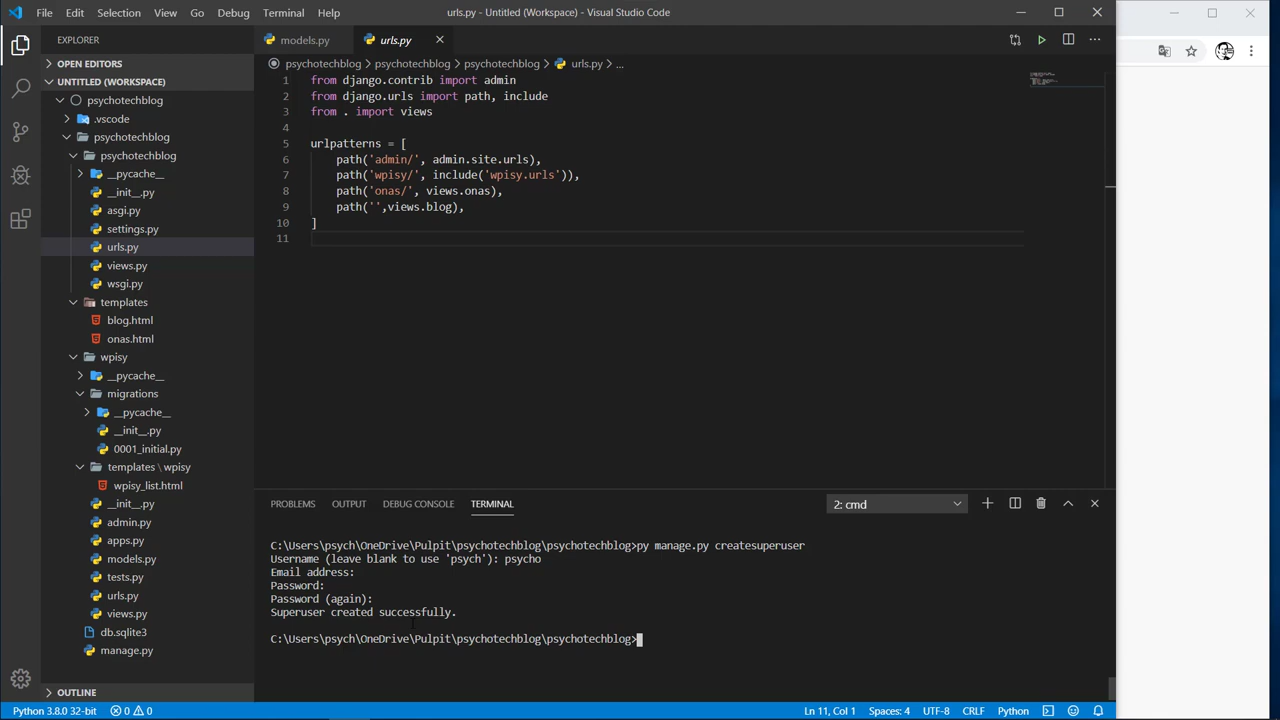 File Edit Selection View Go Debug Terminal Help
urls.py - Untitled (Workspace) - Visual Studio Code
EXPLORER
OPEN EDITORS
UNTITLED (WORKSPACE)
psychotechblog
.vscode
psychotechblog
psychotechblog
__pycache__
__init__.py
asgi.py
settings.py
urls.py
views.py
wsgi.py
templates
blog.html
onas.html
wpisy
__pycache__
migrations
__pycache__
__init__.py
0001_initial.py
templates \ wpisy
wpisy_list.html
__init__.py
admin.py
apps.py
models.py
tests.py
urls.py
views.py
db.sqlite3
manage.py
OUTLINE
models.py urls.py
psychotechblog > psychotechblog > psychotechblog > urls.py > ...
1 from django.contrib import admin
2 from django.urls import path, include
3 from . import views
4
5 urlpatterns = [
6 path('admin/', admin.site.urls),
7 path('wpisy/', include('wpisy.urls')),
8 path('onas/', views.onas),
9 path('',views.blog),
10 ]
11
PROBLEMS OUTPUT DEBUG CONSOLE TERMINAL 2: cmd
C:\Users\psych\OneDrive\Pulpit\psychotechblog\psychotechblog>py manage.py createsuperuser
Username (leave blank to use 'psych'): psycho
Email address:
Password:
Password (again):
Superuser created successfully.
C:\Users\psych\OneDrive\Pulpit\psychotechblog\psychotechblog>
Python 3.8.0 32-bit 0 0 Ln 11, Col 1 Spaces: 4 UTF-8 CRLF Python